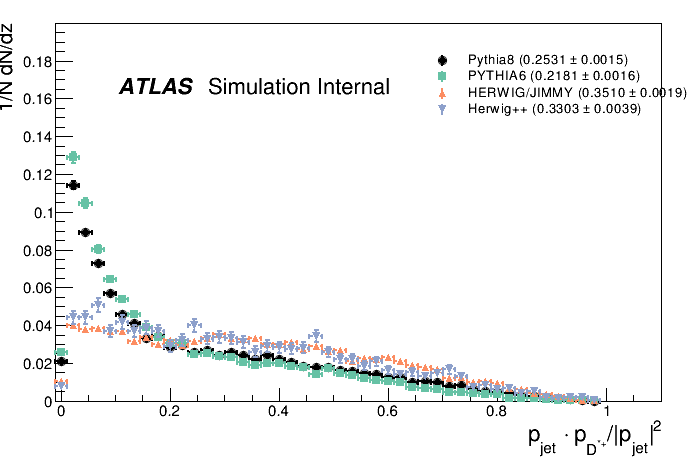 1/N dN/dz
0.18
0.16
0.14
0.12
0.1
0.08
0.06
0.04
0.02
0
ATLAS Simulation Internal
Pythia8 (0.2531 ± 0.0015)
PYTHIA6 (0.2181 ± 0.0016)
HERWIG/JIMMY (0.3510 ± 0.0019)
Herwig++ (0.3303 ± 0.0039)
0 0.2 0.4 0.6 0.8 1
p_jet · p_D*+/|p_jet|²